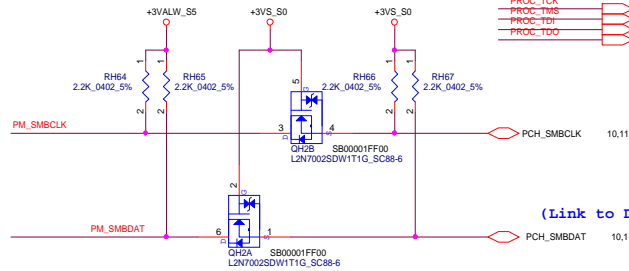 PROC_TCK
PROC_TMS
PROC_TDI
PROC_TDO
+3VALW_S5
+3VS_S0
+3VS_S0
1
1
1
1
RH64
2.2K_0402_5%
RH65
2.2K_0402_5%
RH66
2.2K_0402_5%
RH67
2.2K_0402_5%
2
2
2
2
5
G
PM_SMBCLK
3
D
S
4
PCH_SMBCLK
10,11
QH2B
SB00001FF00
L2N7002SDW1T1G_SC88-6
2
G
(Link to
PM_SMBDAT
6
D
S
1
PCH_SMBDAT
10,1
QH2A
SB00001FF00
L2N7002SDW1T1G_SC88-6